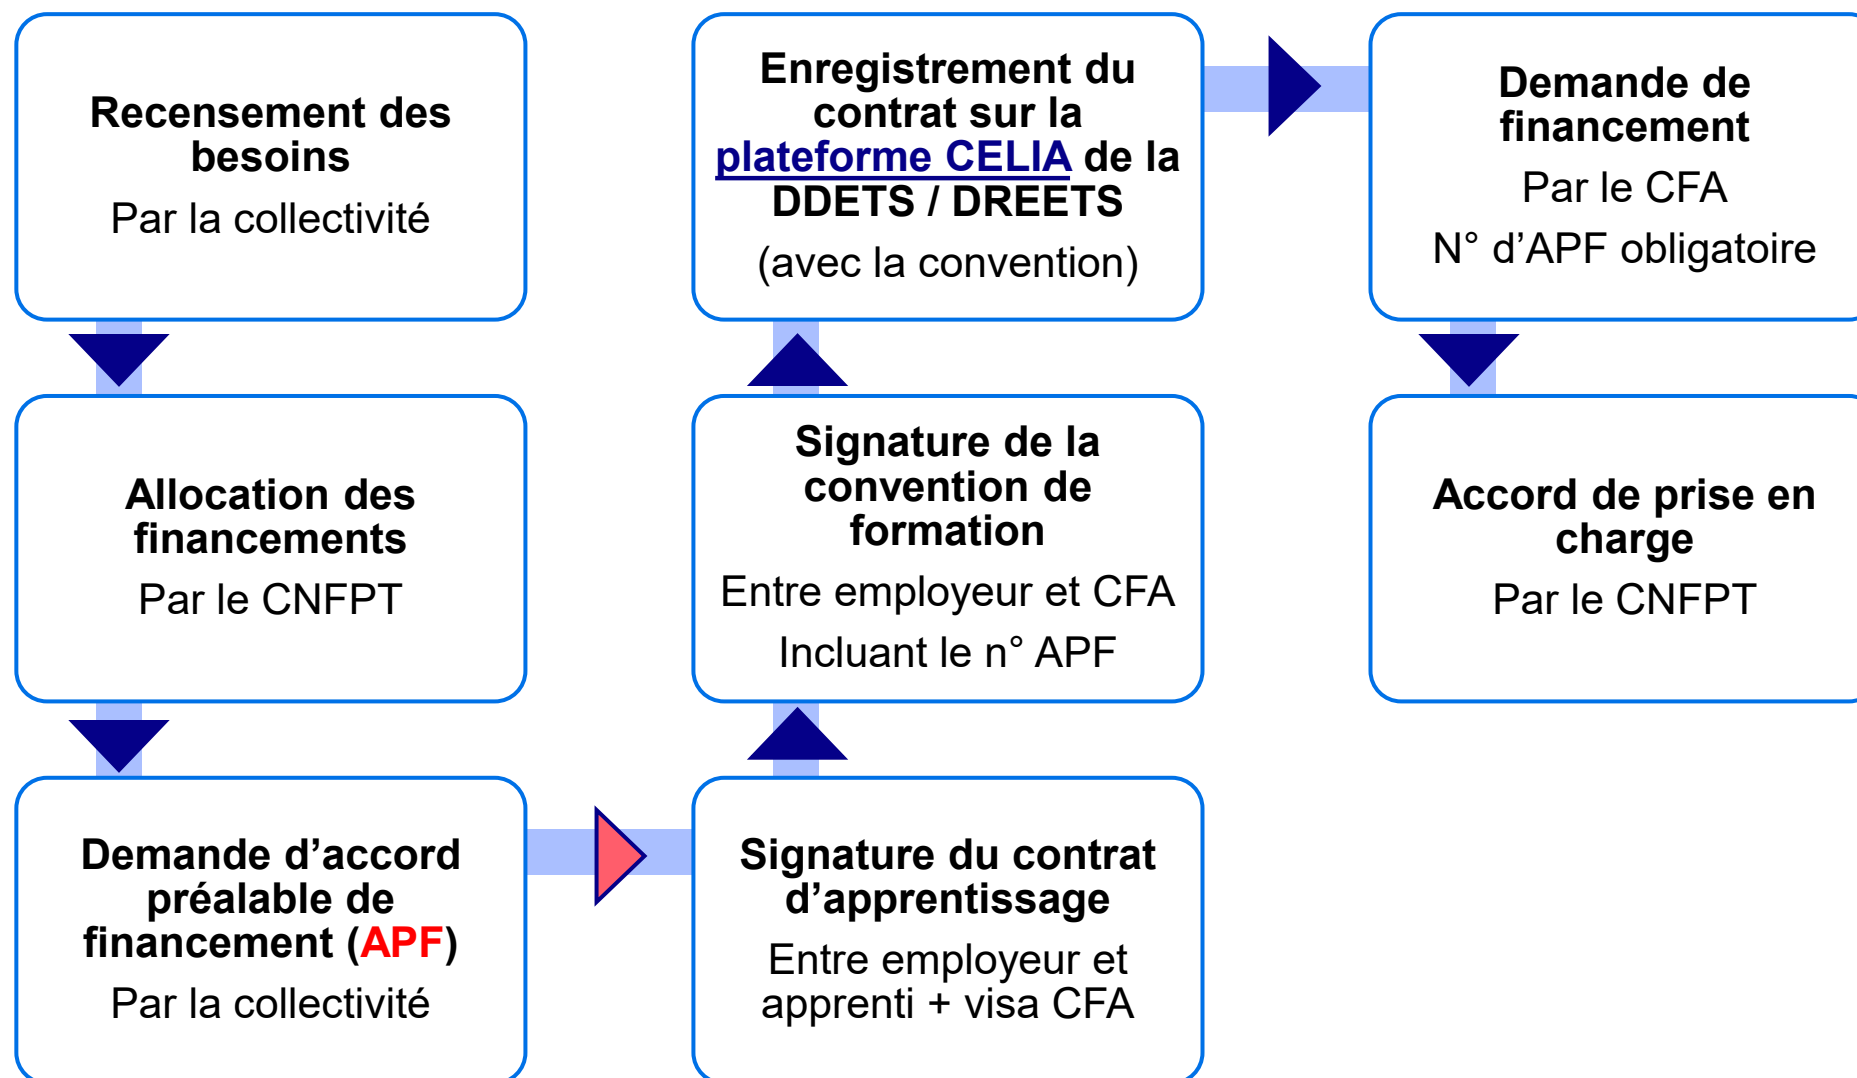 Recensement des
besoins
Par la collectivité
Allocation des
financements
Par le CNFPT
Demande d’accord
préalable de
financement (APF)
Par la collectivité
Signature du contrat
d’apprentissage
Entre employeur et
apprenti + visa CFA
Signature de la
convention de
formation
Entre employeur et CFA
Incluant le n° APF
Enregistrement du
contrat sur la
plateforme CELIA de la
DDETS / DREETS
(avec la convention)
Demande de
financement
Par le CFA
N° d’APF obligatoire
Accord de prise en
charge
Par le CNFPT